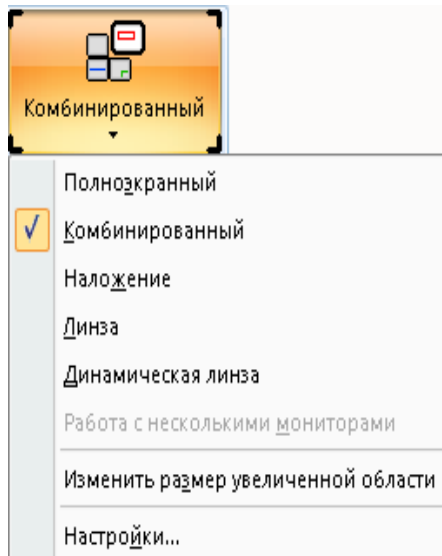 Комбинированный
Полноэкранный
Комбинированный
Наложение
Линза
Динамическая линза
Работа с несколькими мониторами
Изменить размер увеличенной области
Настройки...